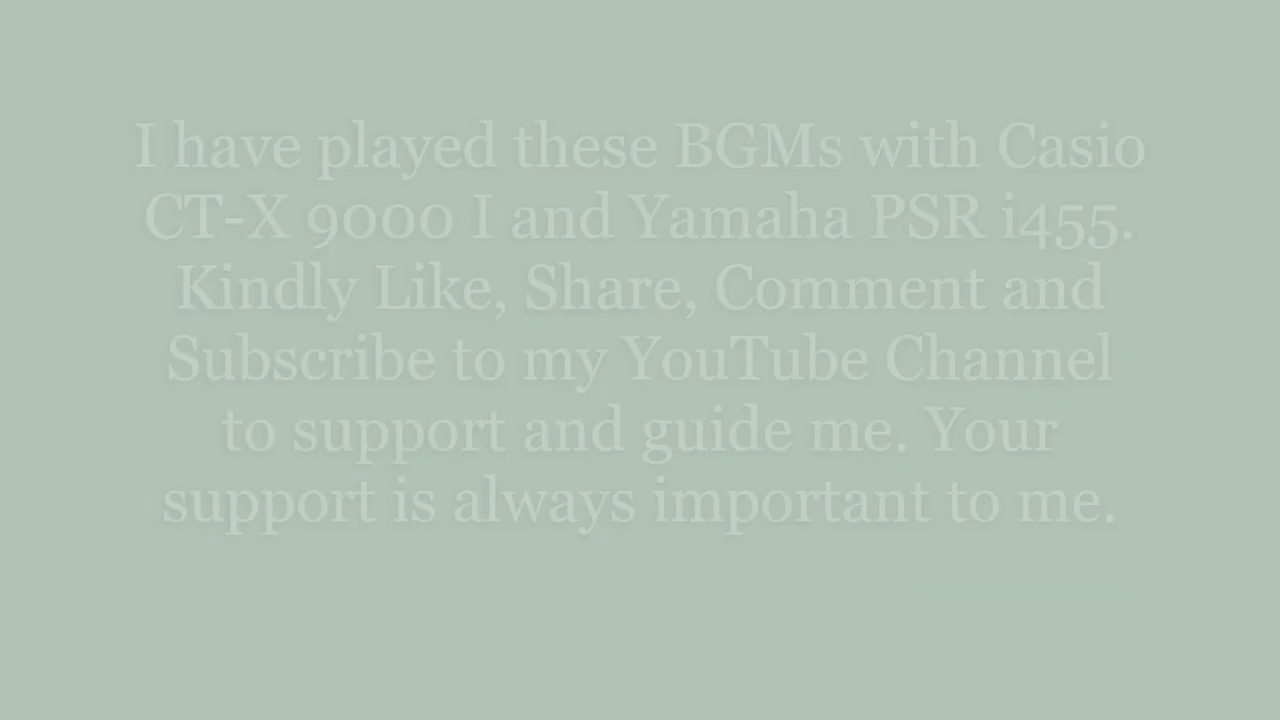 I have played these BGMs with Casio
CT-X 9000 I and Yamaha PSR i455.
Kindly Like, Share, Comment and
Subscribe to my YouTube Channel
to support and guide me. Your
support is always important to me.